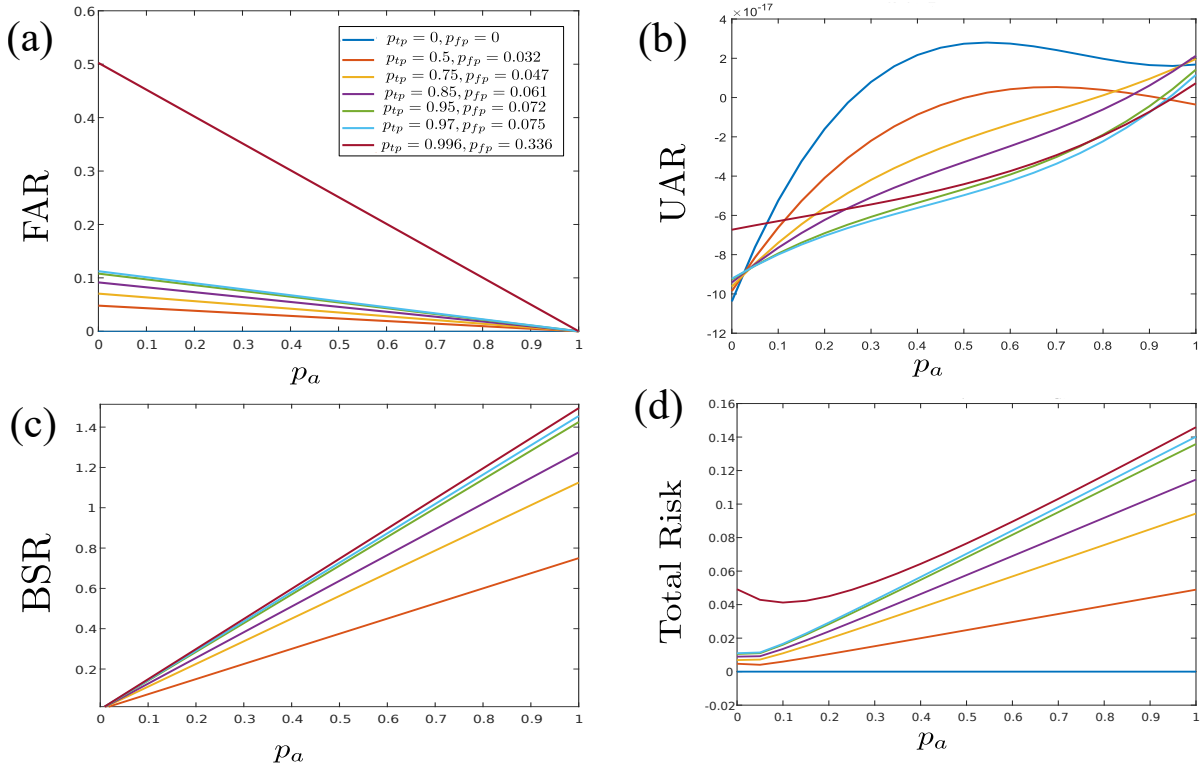 (a)
0.6
0.5
0.4
0.3
0.2
0.1
0
FAR
p_tp = 0, p_fp = 0
p_tp = 0.5, p_fp = 0.032
p_tp = 0.75, p_fp = 0.047
p_tp = 0.85, p_fp = 0.061
p_tp = 0.95, p_fp = 0.072
p_tp = 0.97, p_fp = 0.075
p_tp = 0.996, p_fp = 0.336
0 0.1 0.2 0.3 0.4 0.5 0.6 0.7 0.8 0.9 1
p_a
(b)
×10^-17
4
2
0
-2
-4
-6
-8
-10
-12
UAR
0 0.1 0.2 0.3 0.4 0.5 0.6 0.7 0.8 0.9 1
p_a
(c)
1.4
1.2
1
0.8
0.6
0.4
0.2
BSR
0 0.1 0.2 0.3 0.4 0.5 0.6 0.7 0.8 0.9 1
p_a
(d)
0.16
0.14
0.12
0.1
0.08
0.06
0.04
0.02
0
-0.02
Total Risk
0 0.1 0.2 0.3 0.4 0.5 0.6 0.7 0.8 0.9 1
p_a